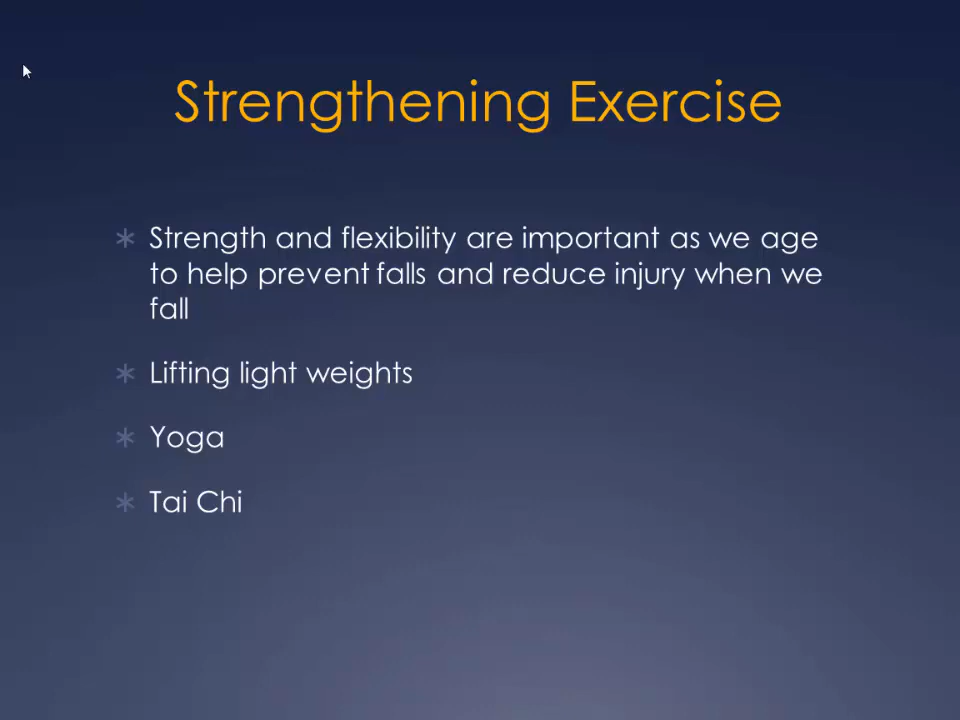 Strengthening Exercise
Strength and flexibility are important as we age
to help prevent falls and reduce injury when we
fall
Lifting light weights
Yoga
Tai Chi